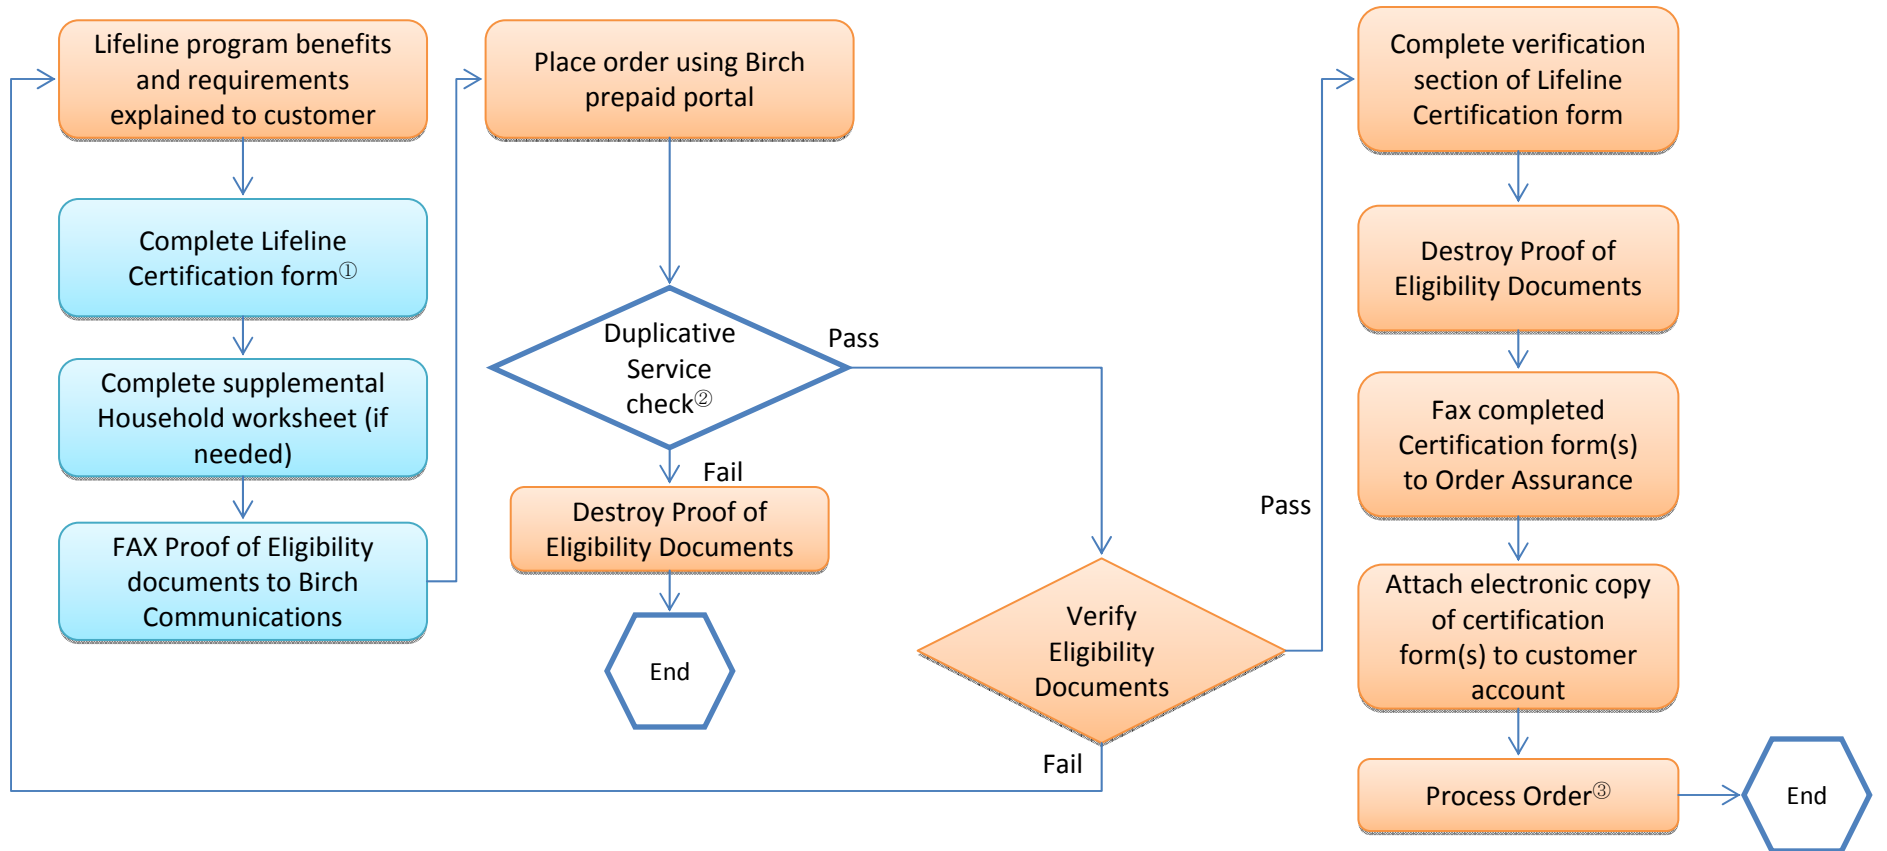 Lifeline program benefits
and requirements
explained to customer
Complete Lifeline
Certification form①
Complete supplemental
Household worksheet (if
needed)
FAX Proof of Eligibility
documents to Birch
Communications
Place order using Birch
prepaid portal
Duplicative
Service
check②
Pass
Fail
Destroy Proof of
Eligibility Documents
End
Verify
Eligibility
Documents
Fail
Pass
Complete verification
section of Lifeline
Certification form
Destroy Proof of
Eligibility Documents
Fax completed
Certification form(s)
to Order Assurance
Attach electronic copy
of certification
form(s) to customer
account
Process Order③
End